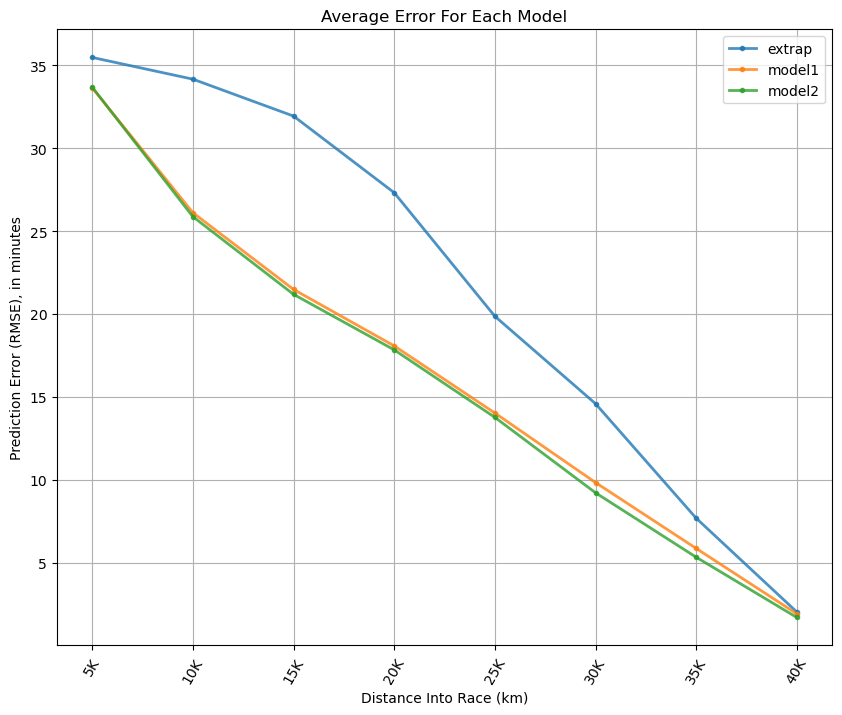 Average Error For Each Model
extrap
model1
model2
Prediction Error (RMSE), in minutes
35
30
25
20
15
10
5
5K
10K
15K
20K
25K
30K
35K
40K
Distance Into Race (km)